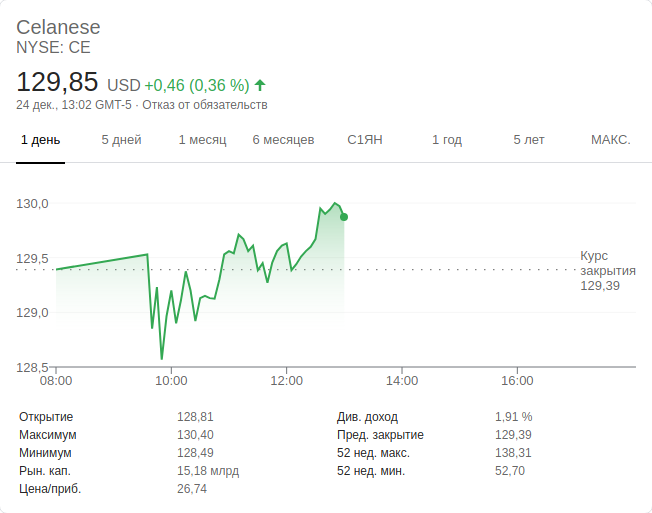 Celanese
NYSE: CE
129,85 USD +0,46 (0,36 %)
24 дек., 13:02 GMT-5 · Отказ от обязательств
1 день 5 дней 1 месяц 6 месяцев С1ЯН 1 год 5 лет МАКС.
130,0
129,5
129,0
128,5
Курс
закрытия
129,39
08:00 10:00 12:00 14:00 16:00
Открытие 128,81 Див. доход 1,91 %
Максимум 130,40 Пред. закрытие 129,39
Минимум 128,49 52 нед. макс. 138,31
Рын. кап. 15,18 млрд 52 нед. мин. 52,70
Цена/приб. 26,74